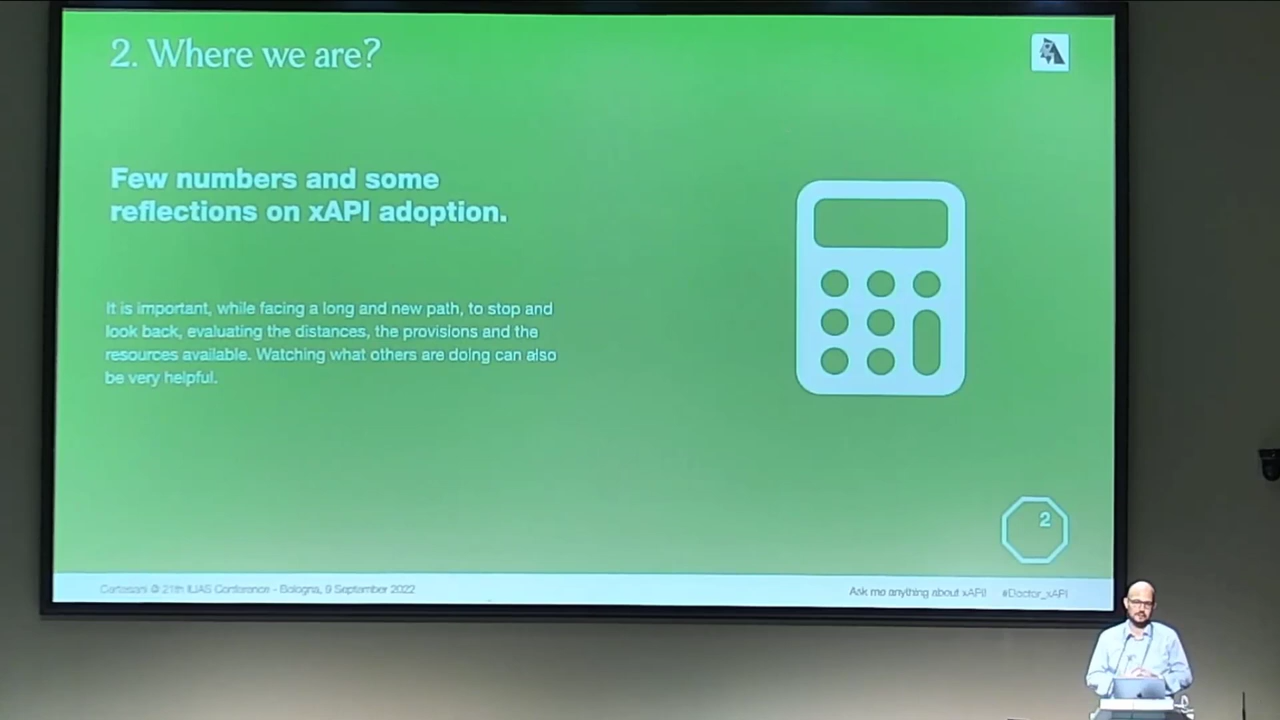 2. Where we are?
Few numbers and some
reflections on xAPI adoption.
It is important, while facing a long and new path, to stop and
look back, evaluating the distances, the provisions and the
resources available. Watching what others are doing can also
be very helpful.
2
Cartesiani @ 21th ILIAS Conference - Bologna, 9 September 2022
Ask me anything about xAPI! #Doctor_xAPI